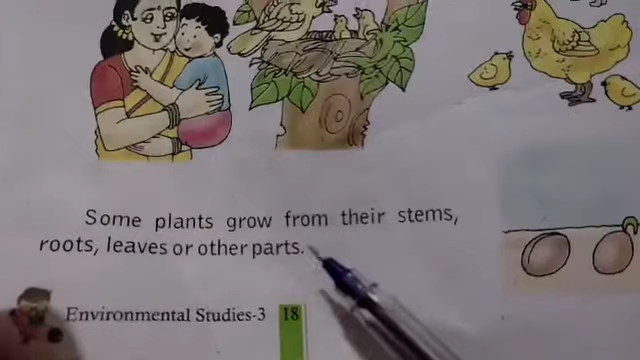 Some plants grow from their stems,
roots, leaves or other parts.
Environmental Studies-3 18